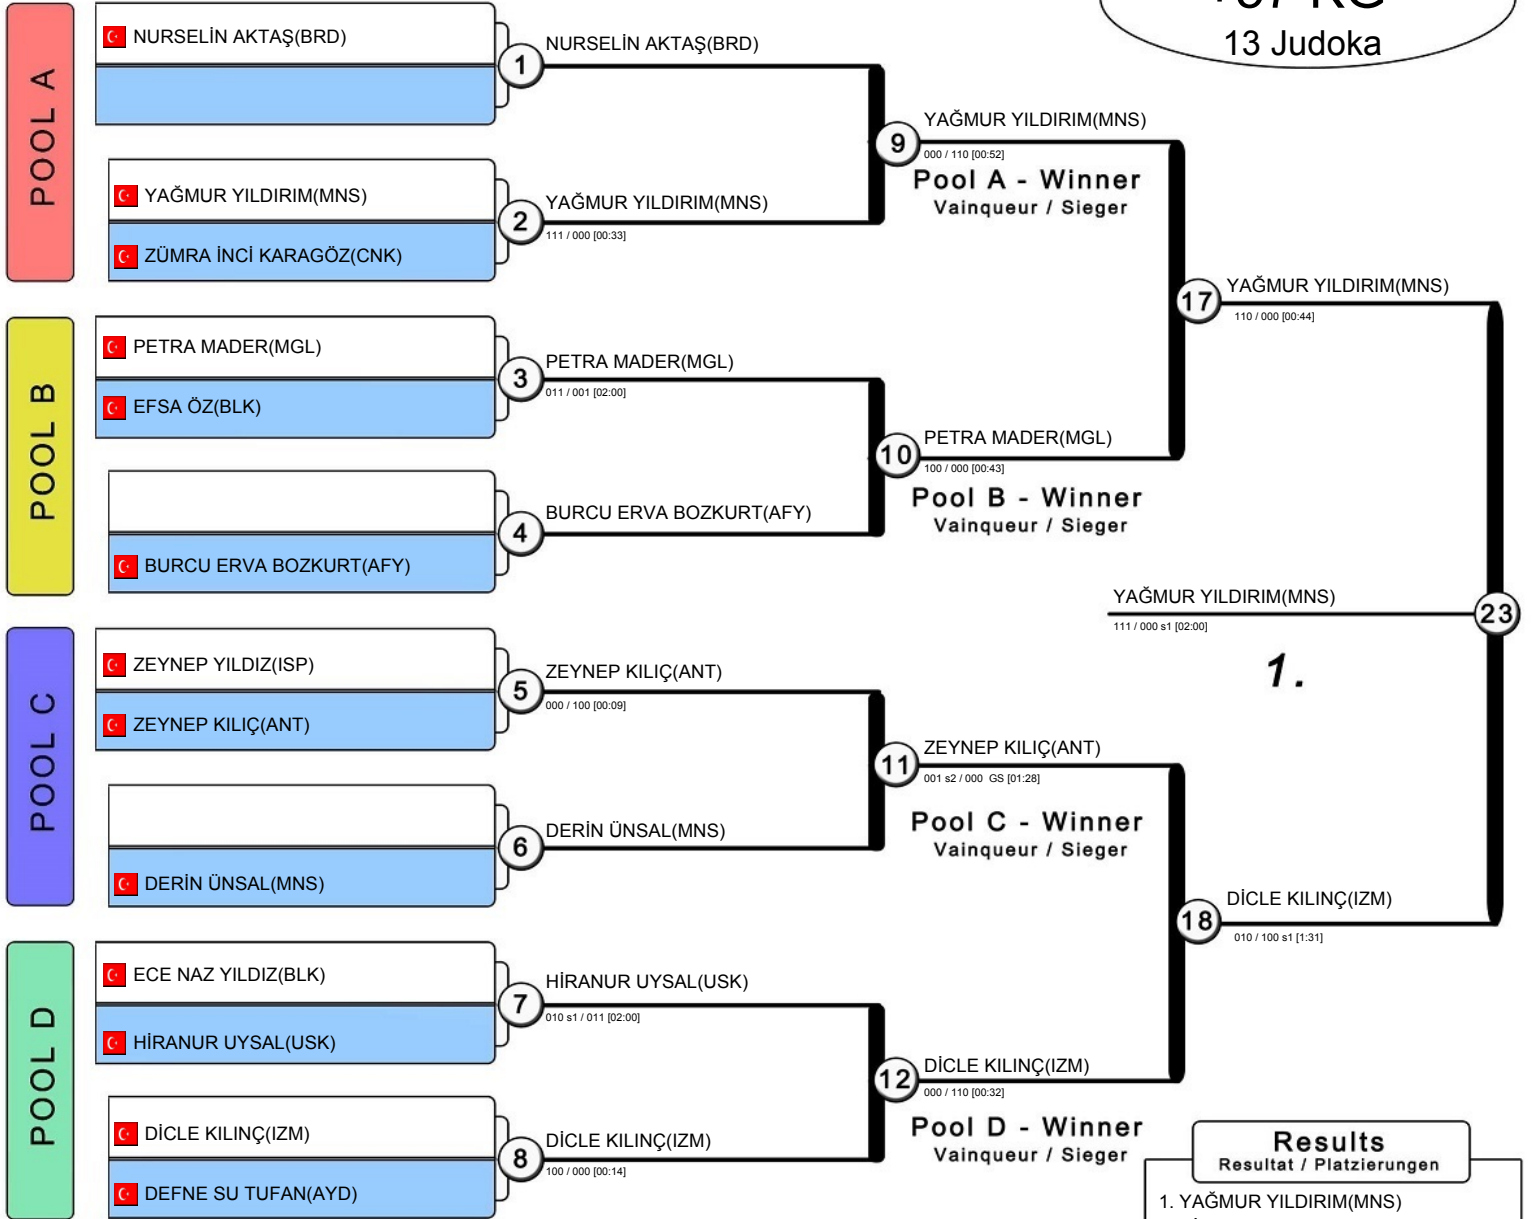 13 Judoka
POOL A
NURSELİN AKTAŞ(BRD)
1
NURSELİN AKTAŞ(BRD)
YAĞMUR YILDIRIM(MNS)
ZÜMRA İNCİ KARAGÖZ(CNK)
2
YAĞMUR YILDIRIM(MNS)
111 / 000 [00:33]
9
YAĞMUR YILDIRIM(MNS)
000 / 110 [00:52]
Pool A - Winner
Vainqueur / Sieger
POOL B
PETRA MADER(MGL)
EFSA ÖZ(BLK)
3
PETRA MADER(MGL)
011 / 001 [02:00]
BURCU ERVA BOZKURT(AFY)
4
BURCU ERVA BOZKURT(AFY)
10
PETRA MADER(MGL)
100 / 000 [00:43]
Pool B - Winner
Vainqueur / Sieger
17
YAĞMUR YILDIRIM(MNS)
110 / 000 [00:44]
POOL C
ZEYNEP YILDIZ(ISP)
ZEYNEP KILIÇ(ANT)
5
ZEYNEP KILIÇ(ANT)
000 / 100 [00:09]
DERİN ÜNSAL(MNS)
6
DERİN ÜNSAL(MNS)
11
ZEYNEP KILIÇ(ANT)
001 s2 / 000 GS [01:28]
Pool C - Winner
Vainqueur / Sieger
POOL D
ECE NAZ YILDIZ(BLK)
HİRANUR UYSAL(USK)
7
HİRANUR UYSAL(USK)
010 s1 / 011 [02:00]
DİCLE KILINÇ(IZM)
DEFNE SU TUFAN(AYD)
8
DİCLE KILINÇ(IZM)
100 / 000 [00:14]
12
DİCLE KILINÇ(IZM)
000 / 110 [00:32]
Pool D - Winner
Vainqueur / Sieger
18
DİCLE KILINÇ(IZM)
010 / 100 s1 [1:31]
23
YAĞMUR YILDIRIM(MNS)
111 / 000 s1 [02:00]
1.
Results
Resultat / Platzierungen
1. YAĞMUR YILDIRIM(MNS)